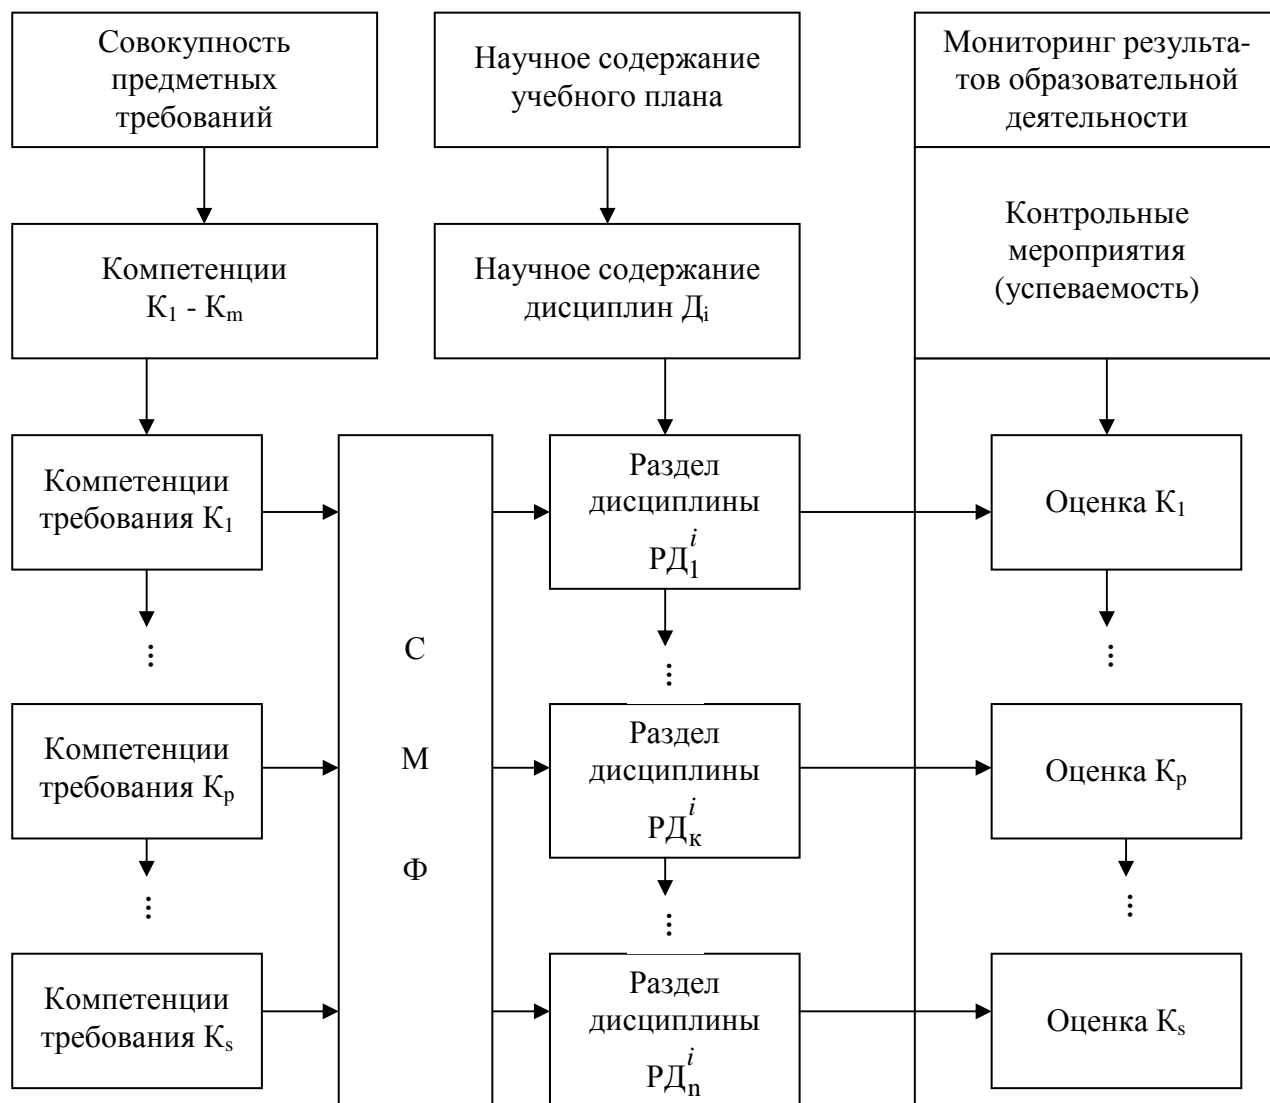 Совокупность
предметных
требований
Научное содержание
учебного плана
Мониторинг результа-
тов образовательной
деятельности
Компетенции
К₁ - Кₘ
Научное содержание
дисциплин Дᵢ
Контрольные
мероприятия
(успеваемость)
Компетенции
требования К₁
Раздел
дисциплины
РД₁ⁱ
Оценка К₁
⋮
⋮
⋮
С
М
Ф
Компетенции
требования Кₚ
Раздел
дисциплины
РДкⁱ
Оценка Кₚ
⋮
⋮
⋮
Компетенции
требования Кₛ
Раздел
дисциплины
РДₙⁱ
Оценка Кₛ